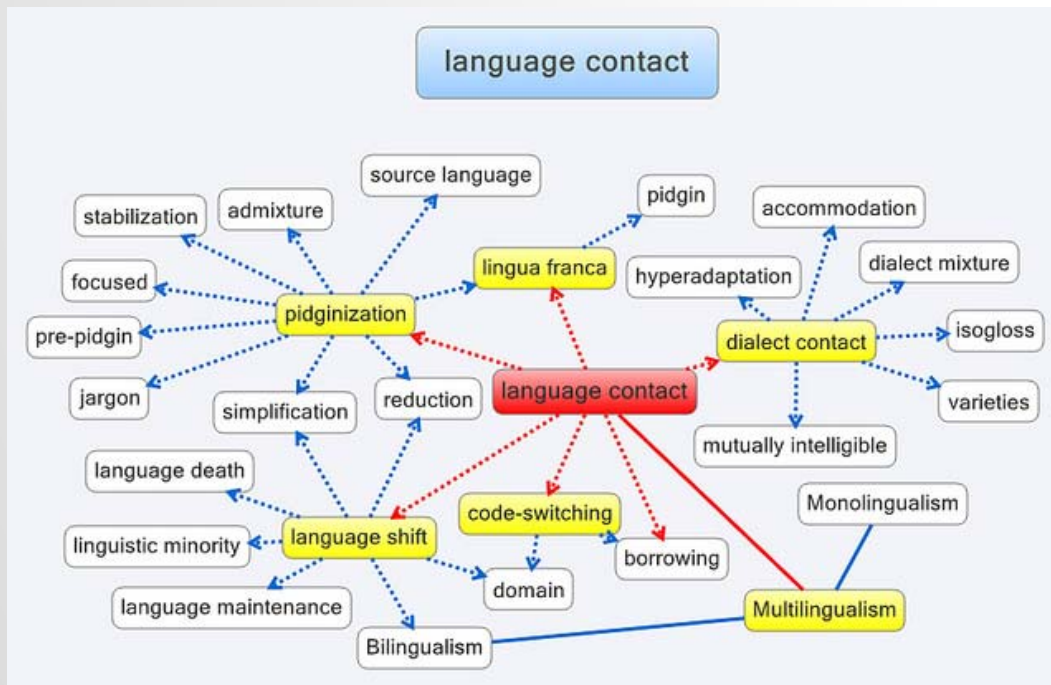 language contact
source language
pidgin
stabilization
admixture
accommodation
lingua franca
hyperadaptation
dialect mixture
focused
pidginization
pre-pidgin
dialect contact
isogloss
jargon
simplification
reduction
language contact
varieties
mutually intelligible
language death
code-switching
Monolingualism
linguistic minority
language shift
borrowing
domain
language maintenance
Multilingualism
Bilingualism